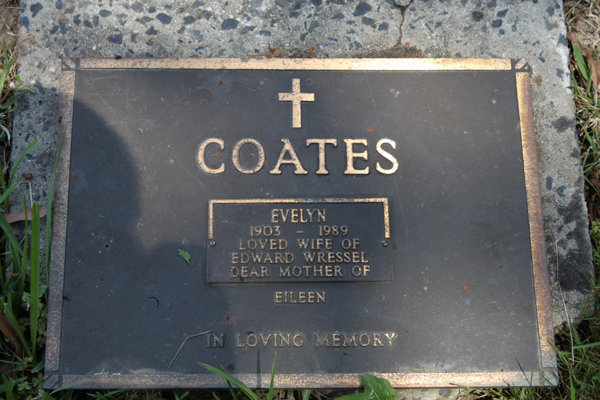 COATES
EVELYN
1903 - 1989
LOVED WIFE OF
EDWARD WRESSEL
DEAR MOTHER OF
EILEEN
IN LOVING MEMORY